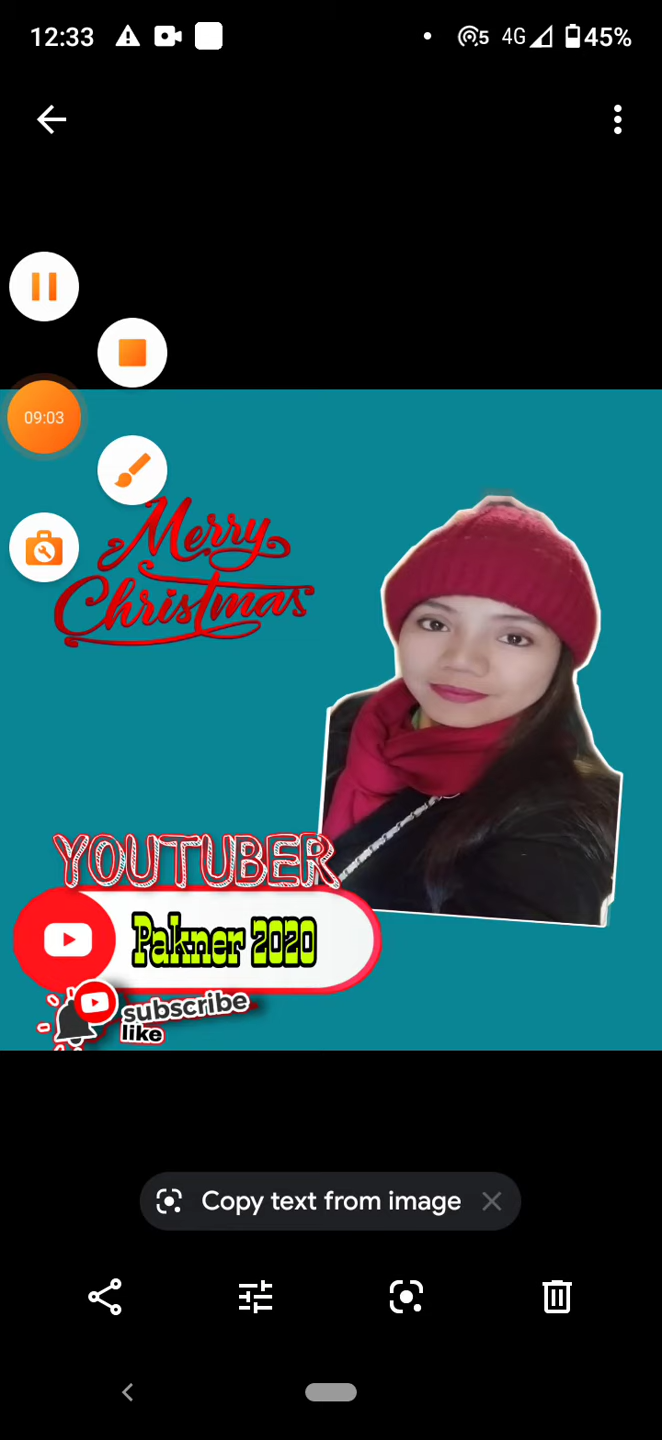 12:33
5 4G 45%
09:03
Merry
Christmas
YOUTUBER
Pakner 2020
subscribe
like
Copy text from image